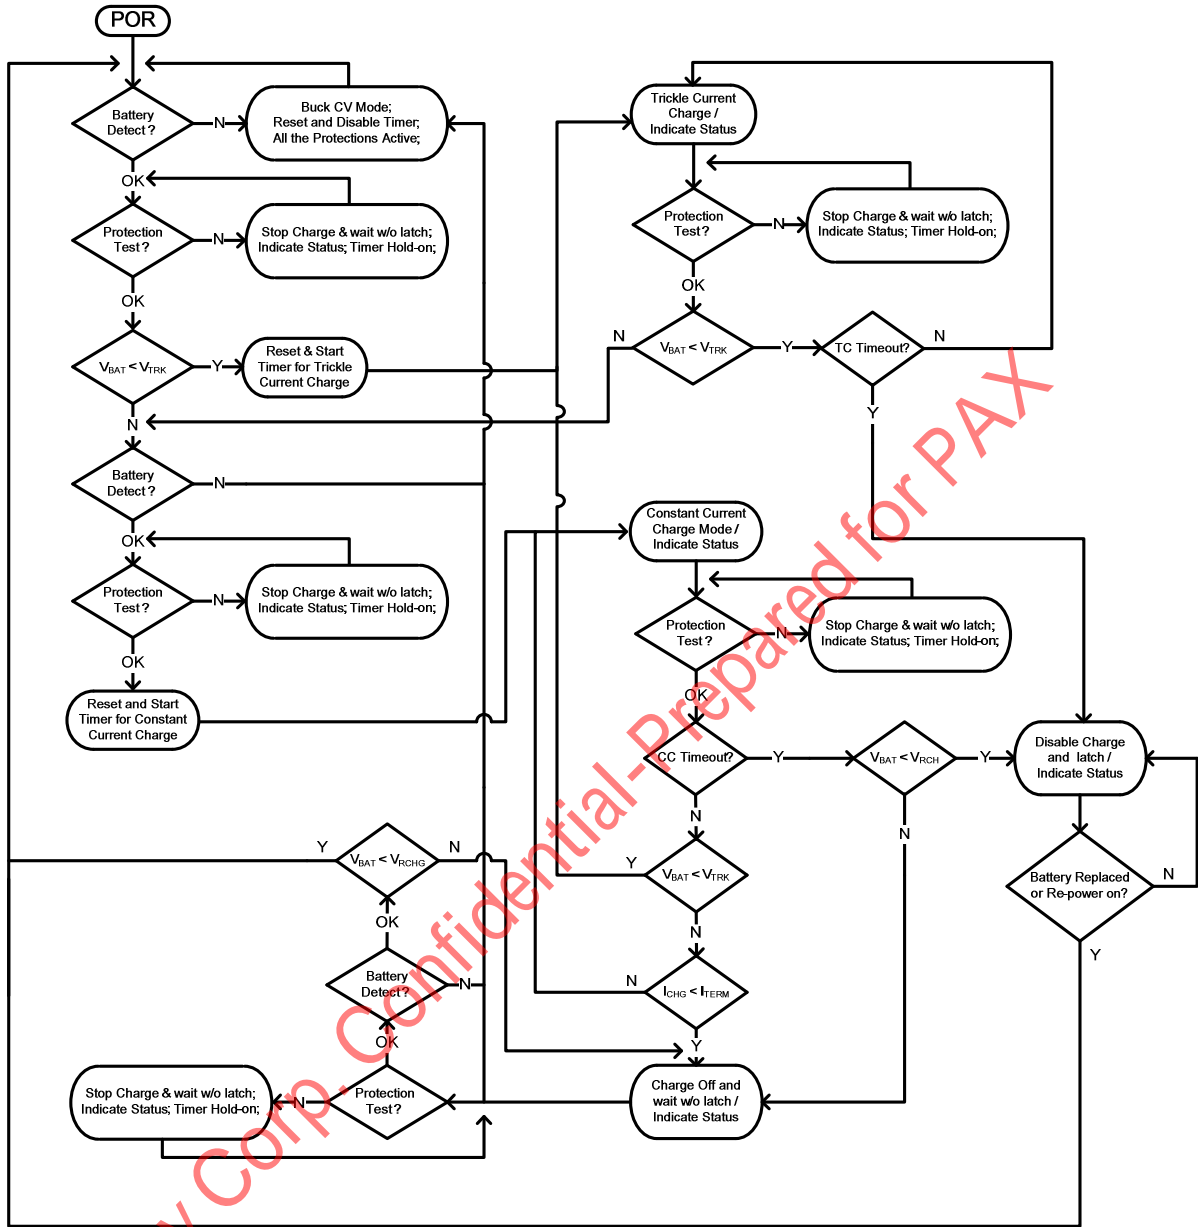 POR
Battery
Detect ?
N
Buck CV Mode;
Reset and Disable Timer;
All the Protections Active;
OK
Protection
Test ?
N
Stop Charge & wait w/o latch;
Indicate Status; Timer Hold-on;
OK
VBAT < VTRK
Y
Reset & Start
Timer for Trickle
Current Charge
N
Battery
Detect ?
N
OK
Protection
Test ?
N
Stop Charge & wait w/o latch;
Indicate Status; Timer Hold-on;
OK
Reset and Start
Timer for Constant
Current Charge
Trickle Current
Charge /
Indicate Status
Protection
Test ?
N
Stop Charge & wait w/o latch;
Indicate Status; Timer Hold-on;
OK
N
VBAT < VTRK
Y
TC Timeout?
N
Y
Constant Current
Charge Mode /
Indicate Status
Protection
Test ?
N
Stop Charge & wait w/o latch;
Indicate Status; Timer Hold-on;
OK
CC Timeout?
Y
VBAT < VRCH
Y
Disable Charge
and latch /
Indicate Status
N
N
Y
VBAT < VTRK
N
Battery Replaced
or Re-power on?
N
Y
N
ICHG < ITERM
Y
Charge Off and
wait w/o latch /
Indicate Status
Y
VBAT < VRCHG
N
OK
Battery
Detect ?
N
OK
Protection
Test ?
N
Stop Charge & wait w/o latch;
Indicate Status; Timer Hold-on;
y Corp. Confidential-Prepared for PAX